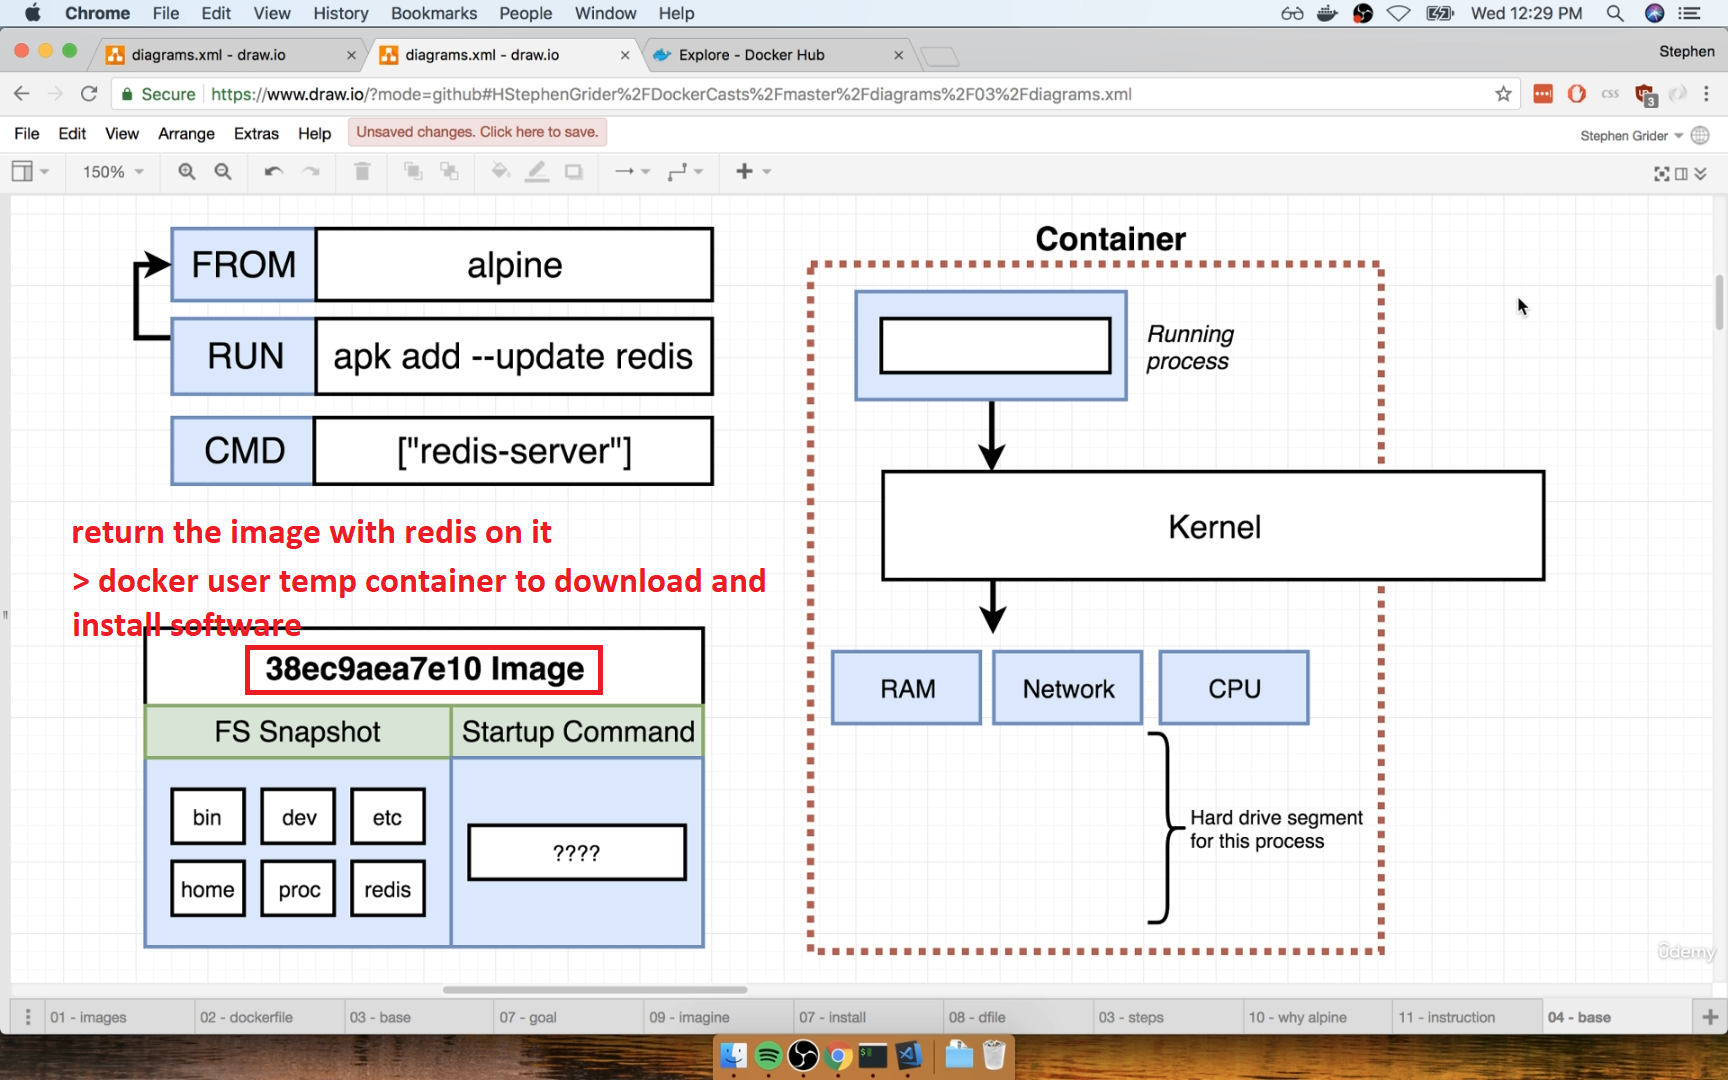 Chrome File Edit View History Bookmarks People Window Help Wed 12:29 PM
diagrams.xml - draw.io diagrams.xml - draw.io Explore - Docker Hub Stephen
Secure https://www.draw.io/?mode=github#HStephenGrider%2FDockerCasts%2Fmaster%2Fdiagrams%2F03%2Fdiagrams.xml CSS 3
File Edit View Arrange Extras Help Unsaved changes. Click here to save. Stephen Grider
150%
Container
FROM alpine
RUN apk add --update redis
CMD ["redis-server"]
Running
process
Kernel
return the image with redis on it
> docker user temp container to download and
install software
38ec9aea7e10 Image
FS Snapshot Startup Command
bin dev etc
home proc redis
????
RAM Network CPU
Hard drive segment
for this process
ûdemy
01 - images 02 - dockerfile 03 - base 07 - goal 09 - imagine 07 - install 08 - dfile 03 - steps 10 - why alpine 11 - instruction 04 - base